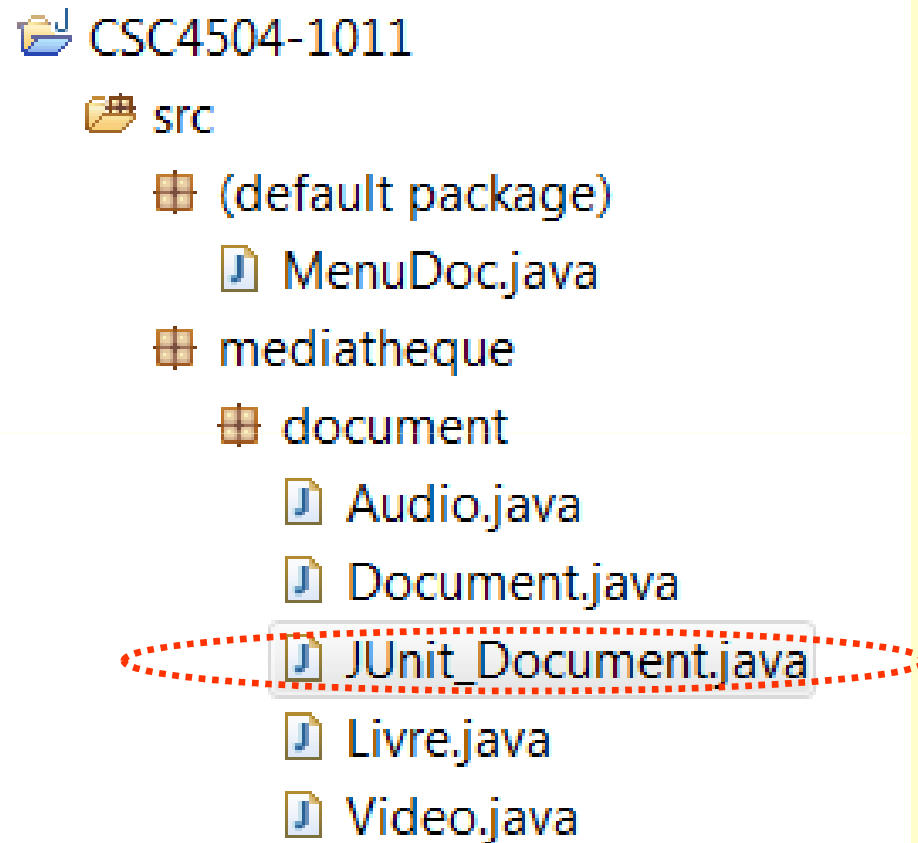 CSC4504-1011
src
(default package)
MenuDoc.java
mediatheque
document
Audio.java
Document.java
JUnit_Document.java
Livre.java
Video.java